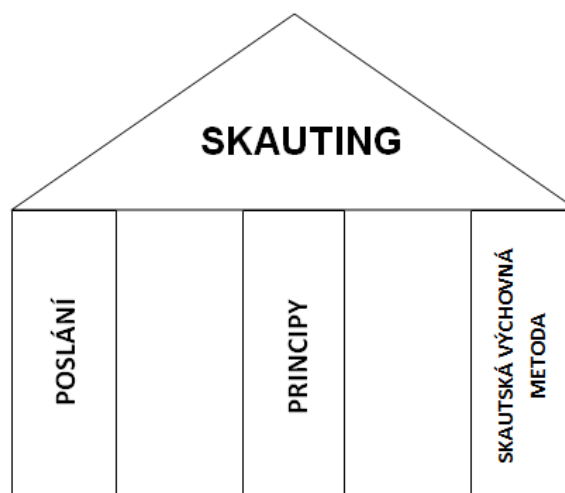 SKAUTING
POSLÁNÍ
PRINCIPY
SKAUTSKÁ VÝCHOVNÁ
METODA